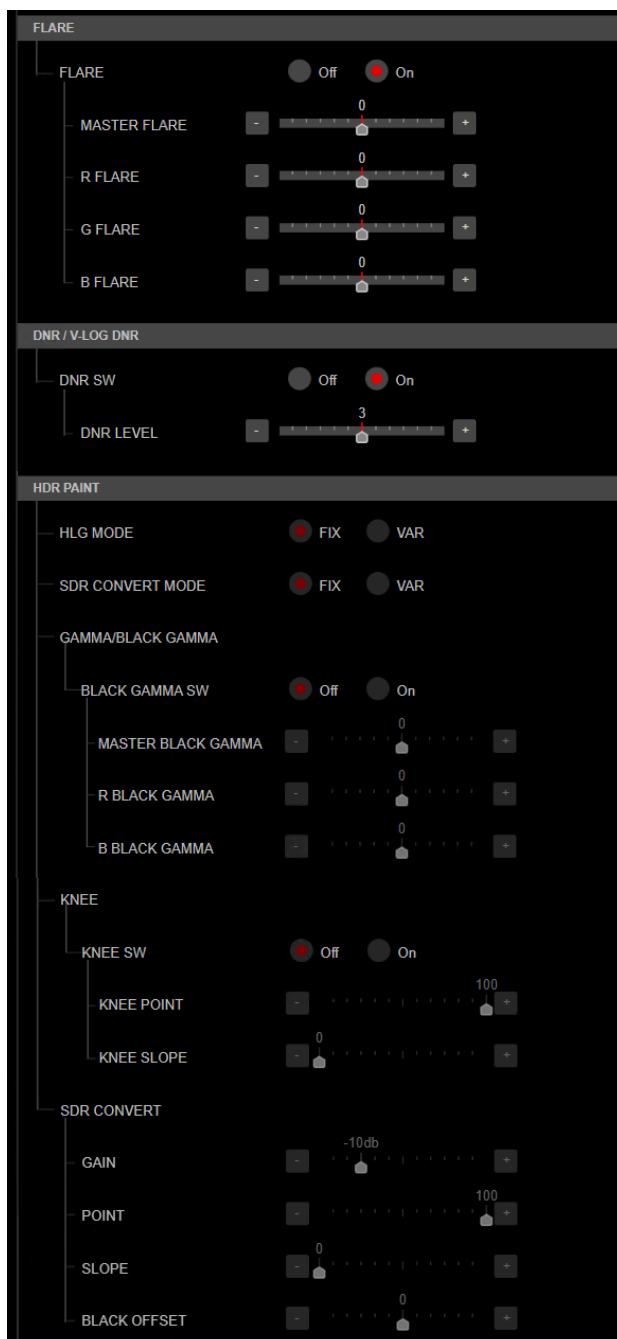 FLARE
FLARE Off On
0
MASTER FLARE - +
0
R FLARE - +
0
G FLARE - +
0
B FLARE - +
DNR / V-LOG DNR
DNR SW Off On
3
DNR LEVEL - +
HDR PAINT
HLG MODE FIX VAR
SDR CONVERT MODE FIX VAR
GAMMA/BLACK GAMMA
BLACK GAMMA SW Off On
0
MASTER BLACK GAMMA - +
0
R BLACK GAMMA - +
0
B BLACK GAMMA - +
KNEE
KNEE SW Off On
100
KNEE POINT - +
0
KNEE SLOPE - +
SDR CONVERT
-10db
GAIN - +
100
POINT - +
0
SLOPE - +
0
BLACK OFFSET - +